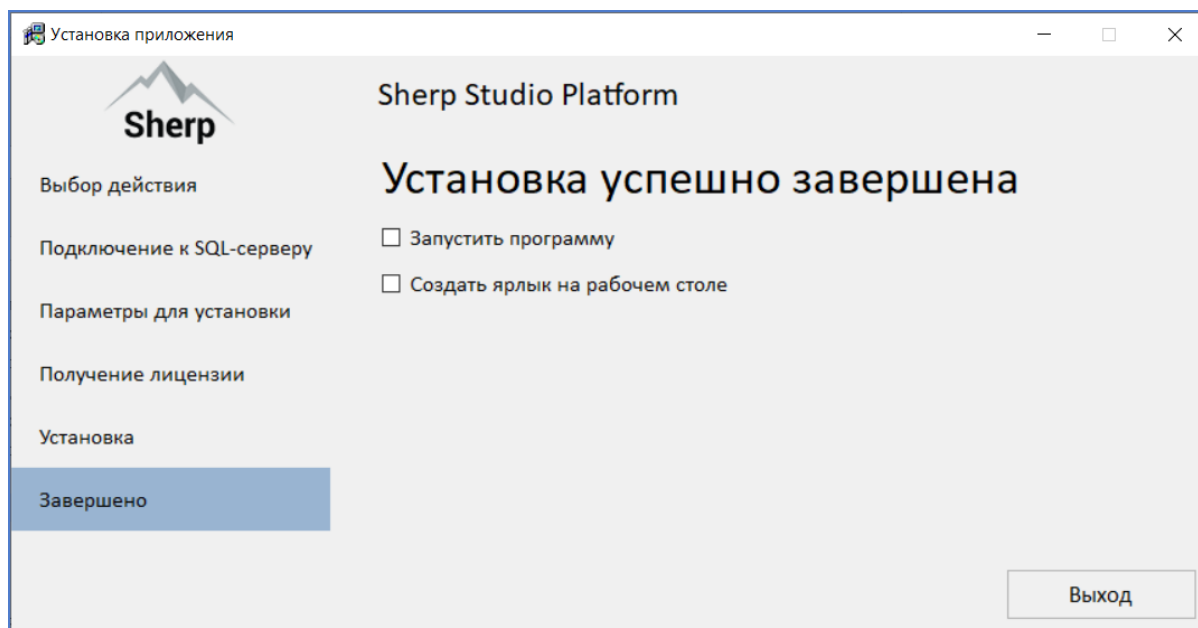 Установка приложения
Sherp
Выбор действия
Подключение к SQL-серверу
Параметры для установки
Получение лицензии
Установка
Завершено
Sherp Studio Platform
Установка успешно завершена
Запустить программу
Создать ярлык на рабочем столе
Выход